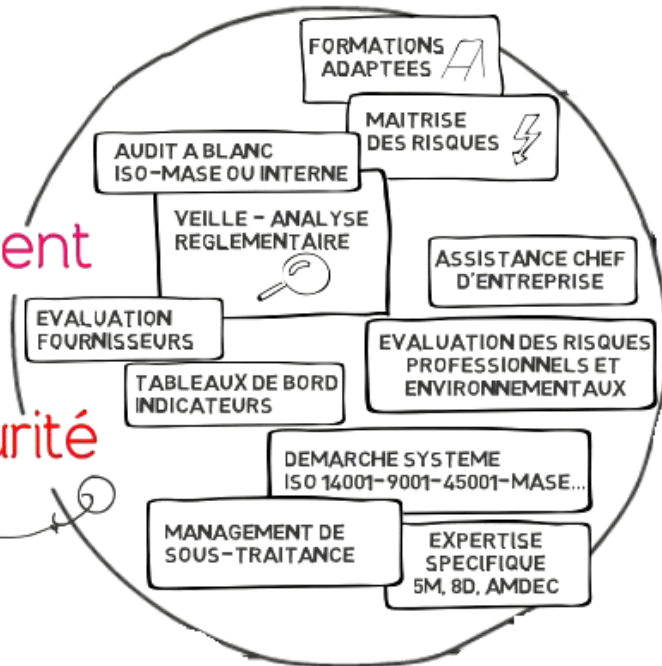 FORMATIONS
ADAPTEES
MAITRISE
DES RISQUES
AUDIT A BLANC
ISO-MASE OU INTERNE
VEILLE - ANALYSE
REGLEMENTAIRE
ent
ASSISTANCE CHEF
D'ENTREPRISE
EVALUATION
FOURNISSEURS
EVALUATION DES RISQUES
PROFESSIONNELS ET
ENVIRONNEMENTAUX
TABLEAUX DE BORD
INDICATEURS
urité
DEMARCHE SYSTEME
ISO 14001-9001-45001-MASE...
MANAGEMENT DE
SOUS-TRAITANCE
EXPERTISE
SPECIFIQUE
5M, 8D, AMDEC